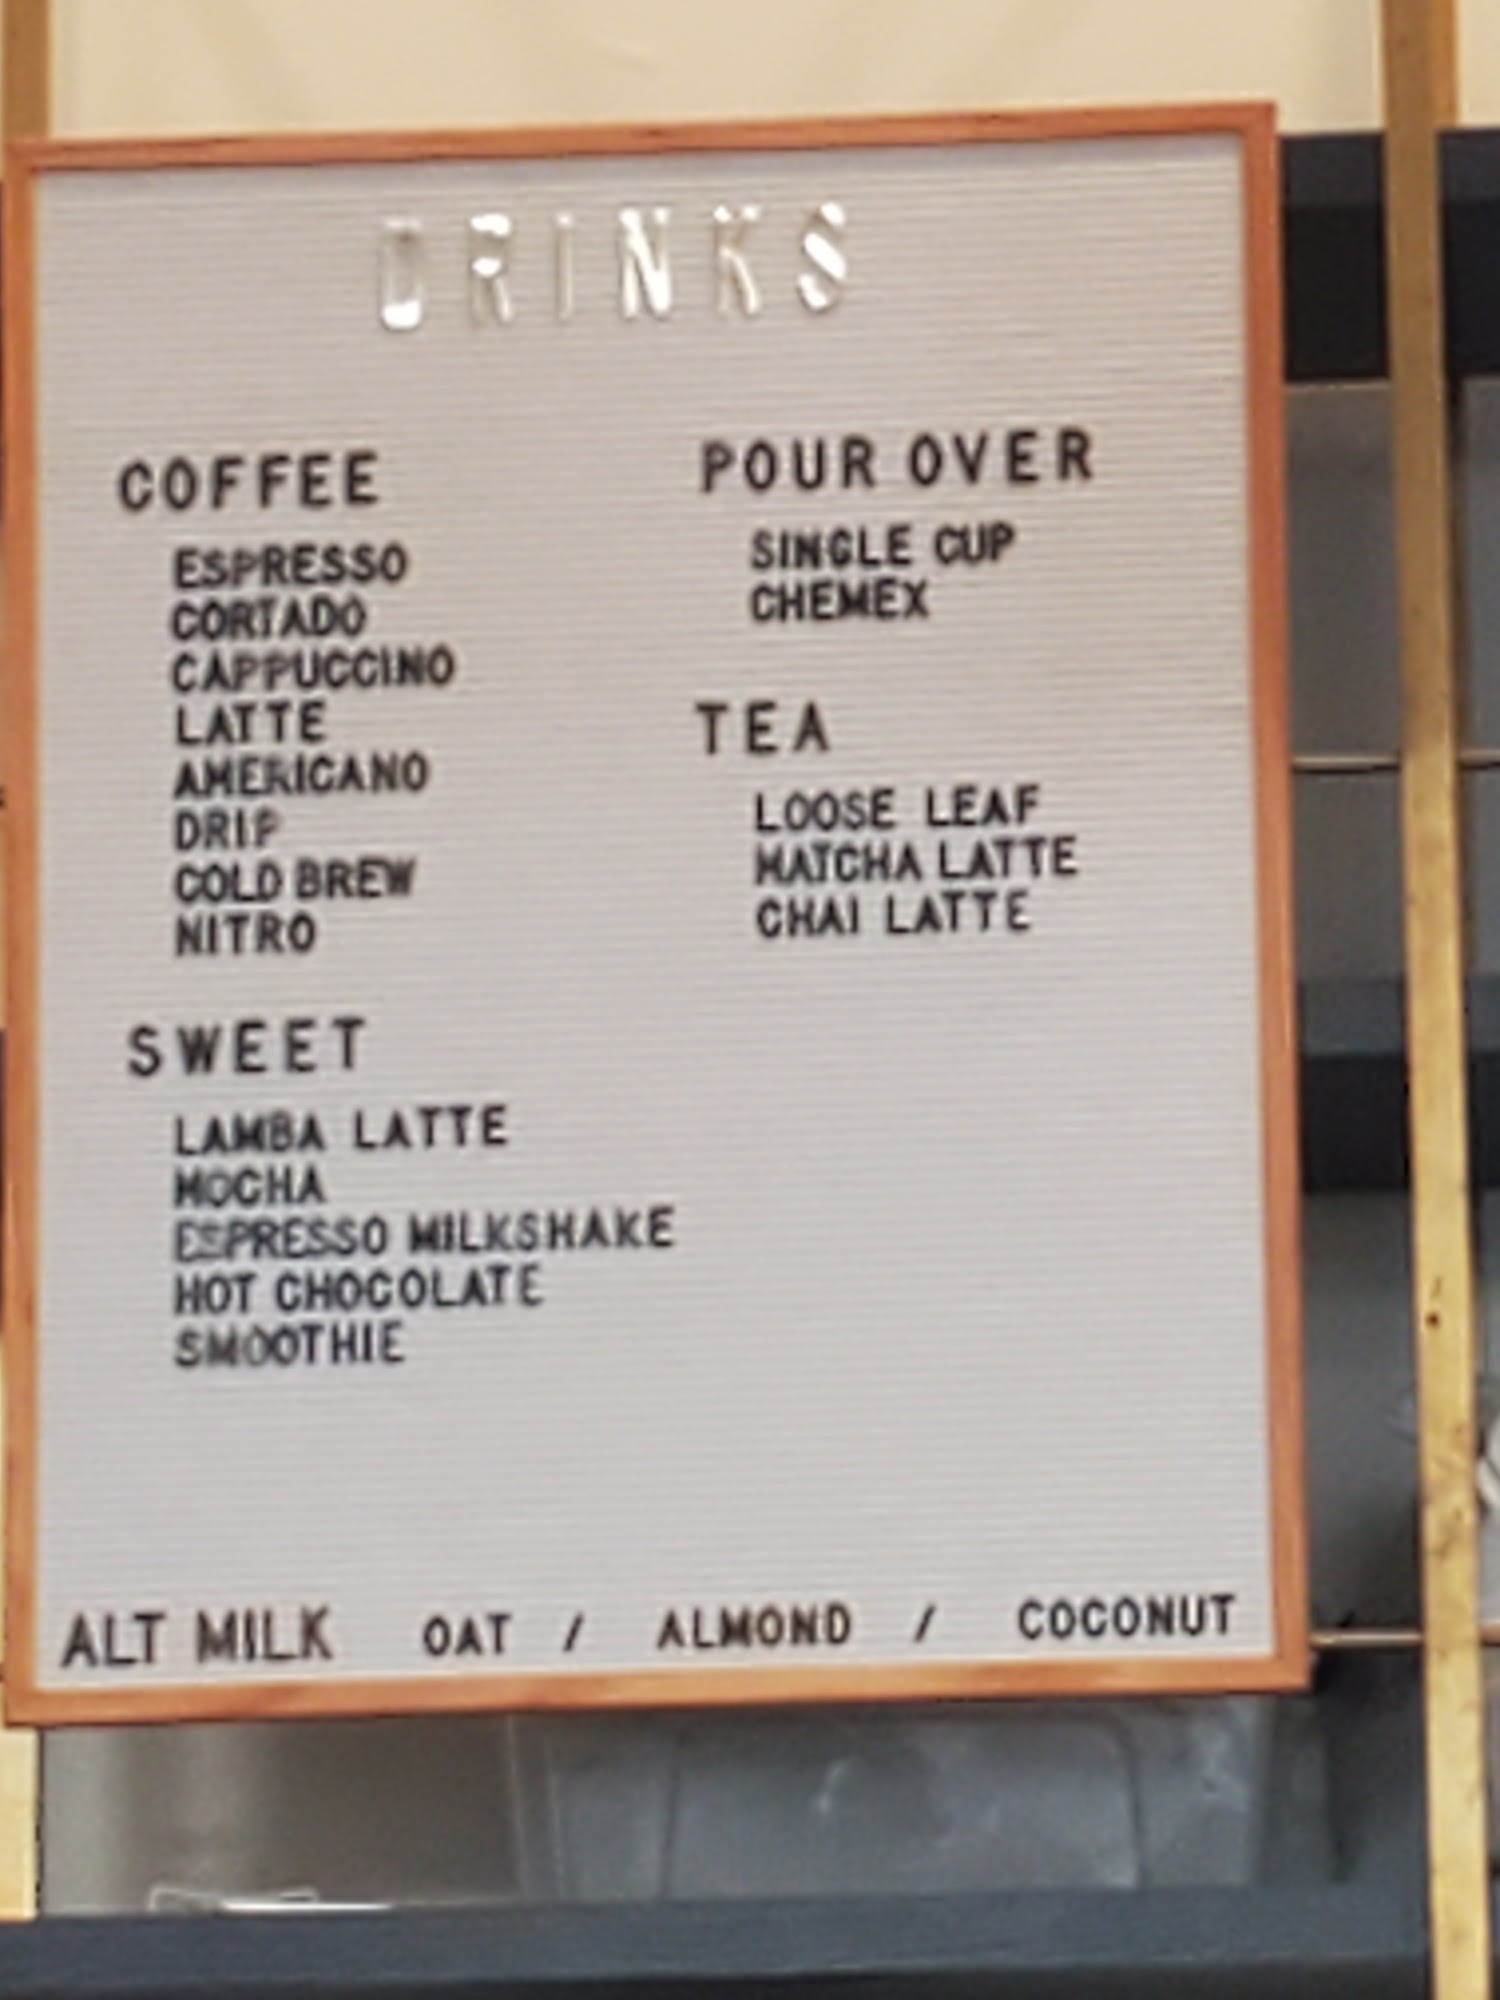 DRINKS
COFFEE
ESPRESSO
CORTADO
CAPPUCCINO
LATTE
AMERICANO
DRIP
COLD BREW
NITRO
SWEET
LAMBA LATTE
MOCHA
ESPRESSO MILKSHAKE
HOT CHOCOLATE
SMOOTHIE
POUR OVER
SINGLE CUP
CHEMEX
TEA
LOOSE LEAF
MATCHA LATTE
CHAI LATTE
ALT MILK OAT / ALMOND / COCONUT